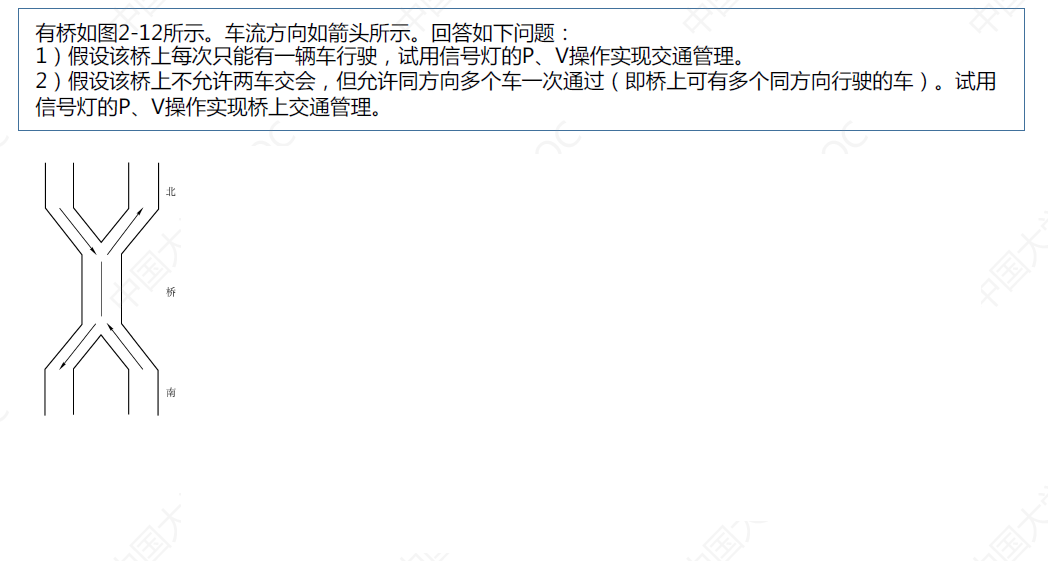 有桥如图2-12所示。车流方向如箭头所示。回答如下问题：
1）假设该桥上每次只能有一辆车行驶，试用信号灯的P、V操作实现交通管理。
2）假设该桥上不允许两车交会，但允许同方向多个车一次通过（即桥上可有多个同方向行驶的车）。试用
信号灯的P、V操作实现桥上交通管理。
北
桥
南